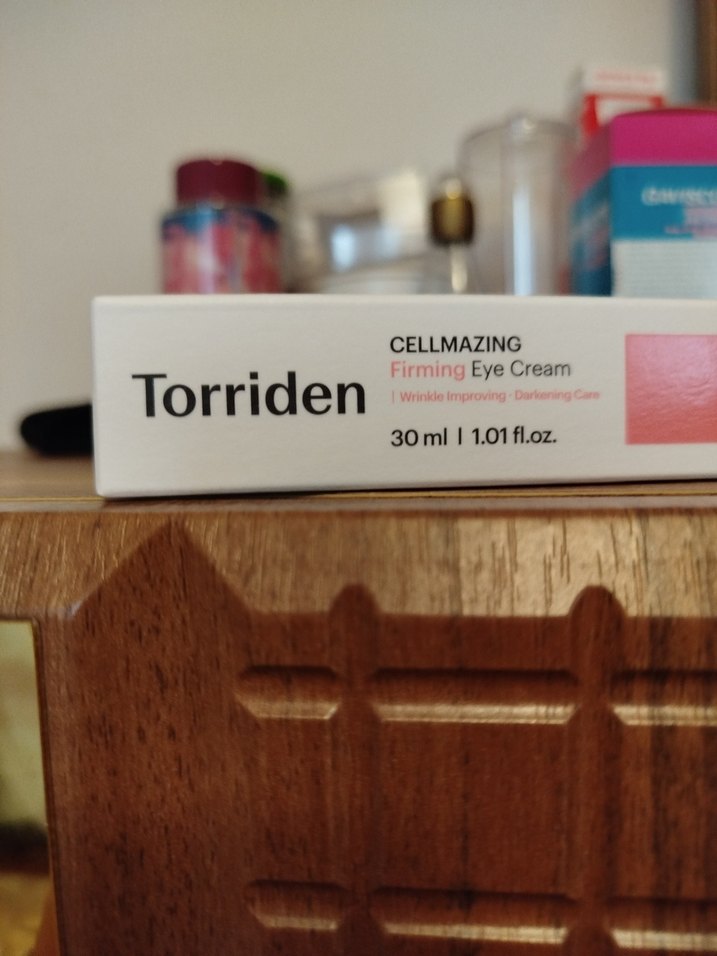 Torriden
CELLMAZING
Firming Eye Cream
| Wrinkle Improving · Darkening Care
30 ml | 1.01 fl.oz.